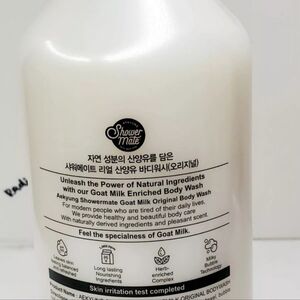 Shower
Mate
자연 성분의 산양유를 담은
샤워메이트 리얼 산양유 바디워시(오리지널)
Unleash the Power of Natural Ingredients
with our Goat Milk Enriched Body Wash
Aekyung Showermate Goat Milk Original Body Wash
For modern people who are tired of their daily lives,
We provide healthy and beautiful body care
With naturally derived ingredients and pleasant scent.
Feel the specialness of Goat Milk.
Long lasting
Nourishing
Ingredients
Herb-
enriched
Complex
Milky
Bubble
Technology
Skin irritation test completed
ORIGINAL BODYWASH